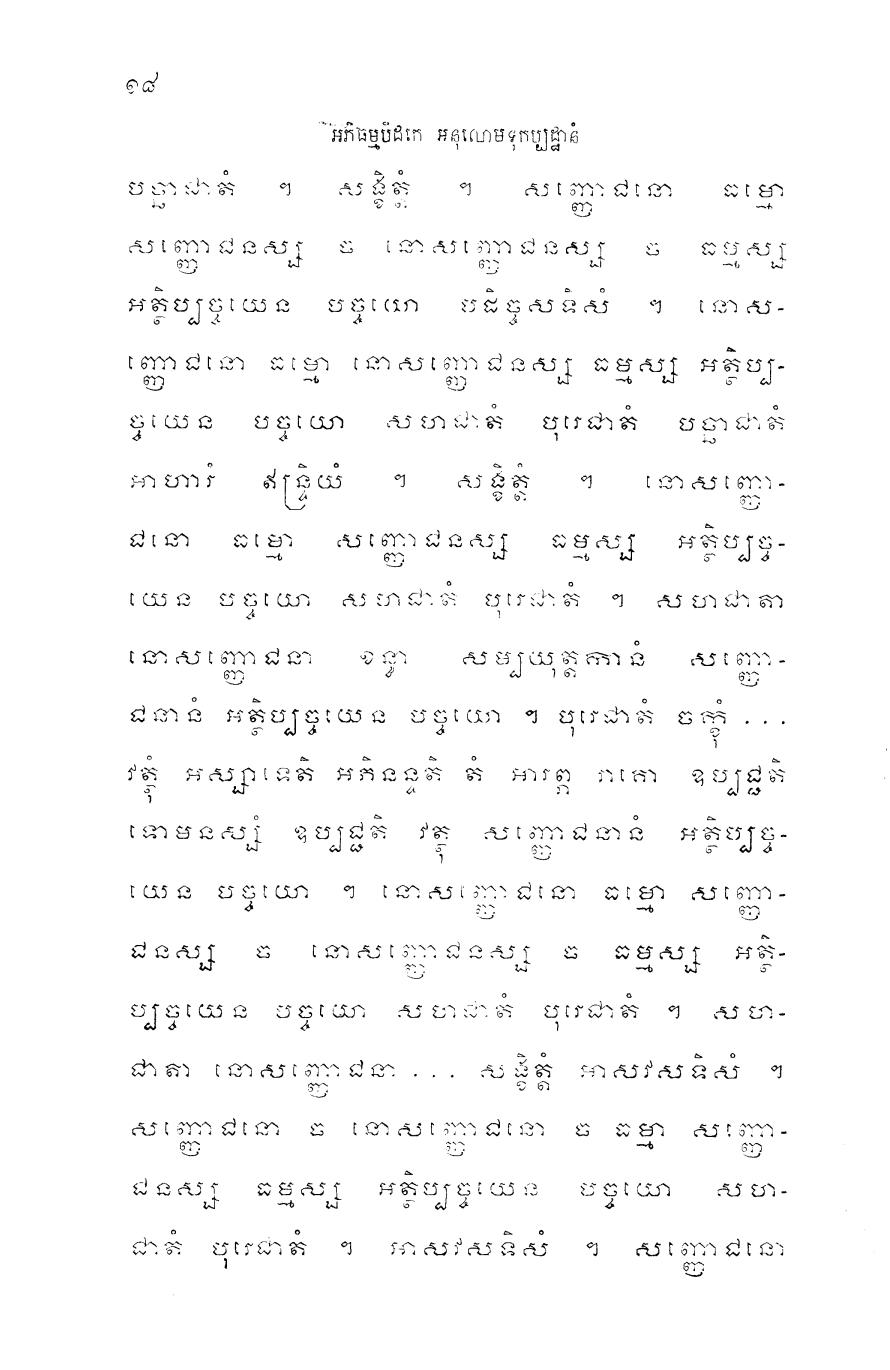 ១៨
អភិធម្មបិដកេ អនុលោមទុកប្បដ្ឋានំ
បច្ឆាជាតំ ។ សង្ខិត្តំ ។ សញ្ញោជនោ ធម្មោ
សញ្ញោជនស្ស ច នោសញ្ញោជនស្ស ច ធម្មស្ស
អត្ថិប្បច្ចយេន បច្ចយោ បដិច្ចសទិសំ ។ នោស-
ញ្ញោជនោ ធម្មោ នោសញ្ញោជនស្ស ធម្មស្ស អត្ថិប្ប-
ច្ចយេន បច្ចយោ សហជាតំ បុរេជាតំ បច្ឆាជាតំ
អាហារំ ឥន្ទ្រិយំ ។ សង្ខិត្តំ ។ នោសញ្ញោ-
ជនោ ធម្មោ សញ្ញោជនស្ស ធម្មស្ស អត្ថិប្បច្ច-
យេន បច្ចយោ សហជាតំ បុរេជាតំ ។ សហជាតា
នោសញ្ញោជនា ខន្ធា សម្បយុត្តកានំ សញ្ញោ-
ជនានំ អត្ថិប្បច្ចយេន បច្ចយោ ។ បុរេជាតំ ចក្ខុំ ...
វត្ថុំ អស្សាទេតិ អភិនន្ទតិ តំ អារព្ភ រាគោ ឧប្បជ្ជតិ
ទោមនស្សំ ឧប្បជ្ជតិ វត្ថុ សញ្ញោជនានំ អត្ថិប្បច្ច-
យេន បច្ចយោ ។ នោសញ្ញោជនោ ធម្មោ សញ្ញោ-
ជនស្ស ច នោសញ្ញោជនស្ស ច ធម្មស្ស អត្ថិ-
ប្បច្ចយេន បច្ចយោ សហជាតំ បុរេជាតំ ។ សហ-
ជាតា នោសញ្ញោជនា ... សង្ខិត្តំ អាសវសទិសំ ។
សញ្ញោជនោ ច នោសញ្ញោជនោ ច ធម្មា សញ្ញោ-
ជនស្ស ធម្មស្ស អត្ថិប្បច្ចយេន បច្ចយោ សហ-
ជាតំ បុរេជាតំ ។ អាសវសទិសំ ។ សញ្ញោជនោ